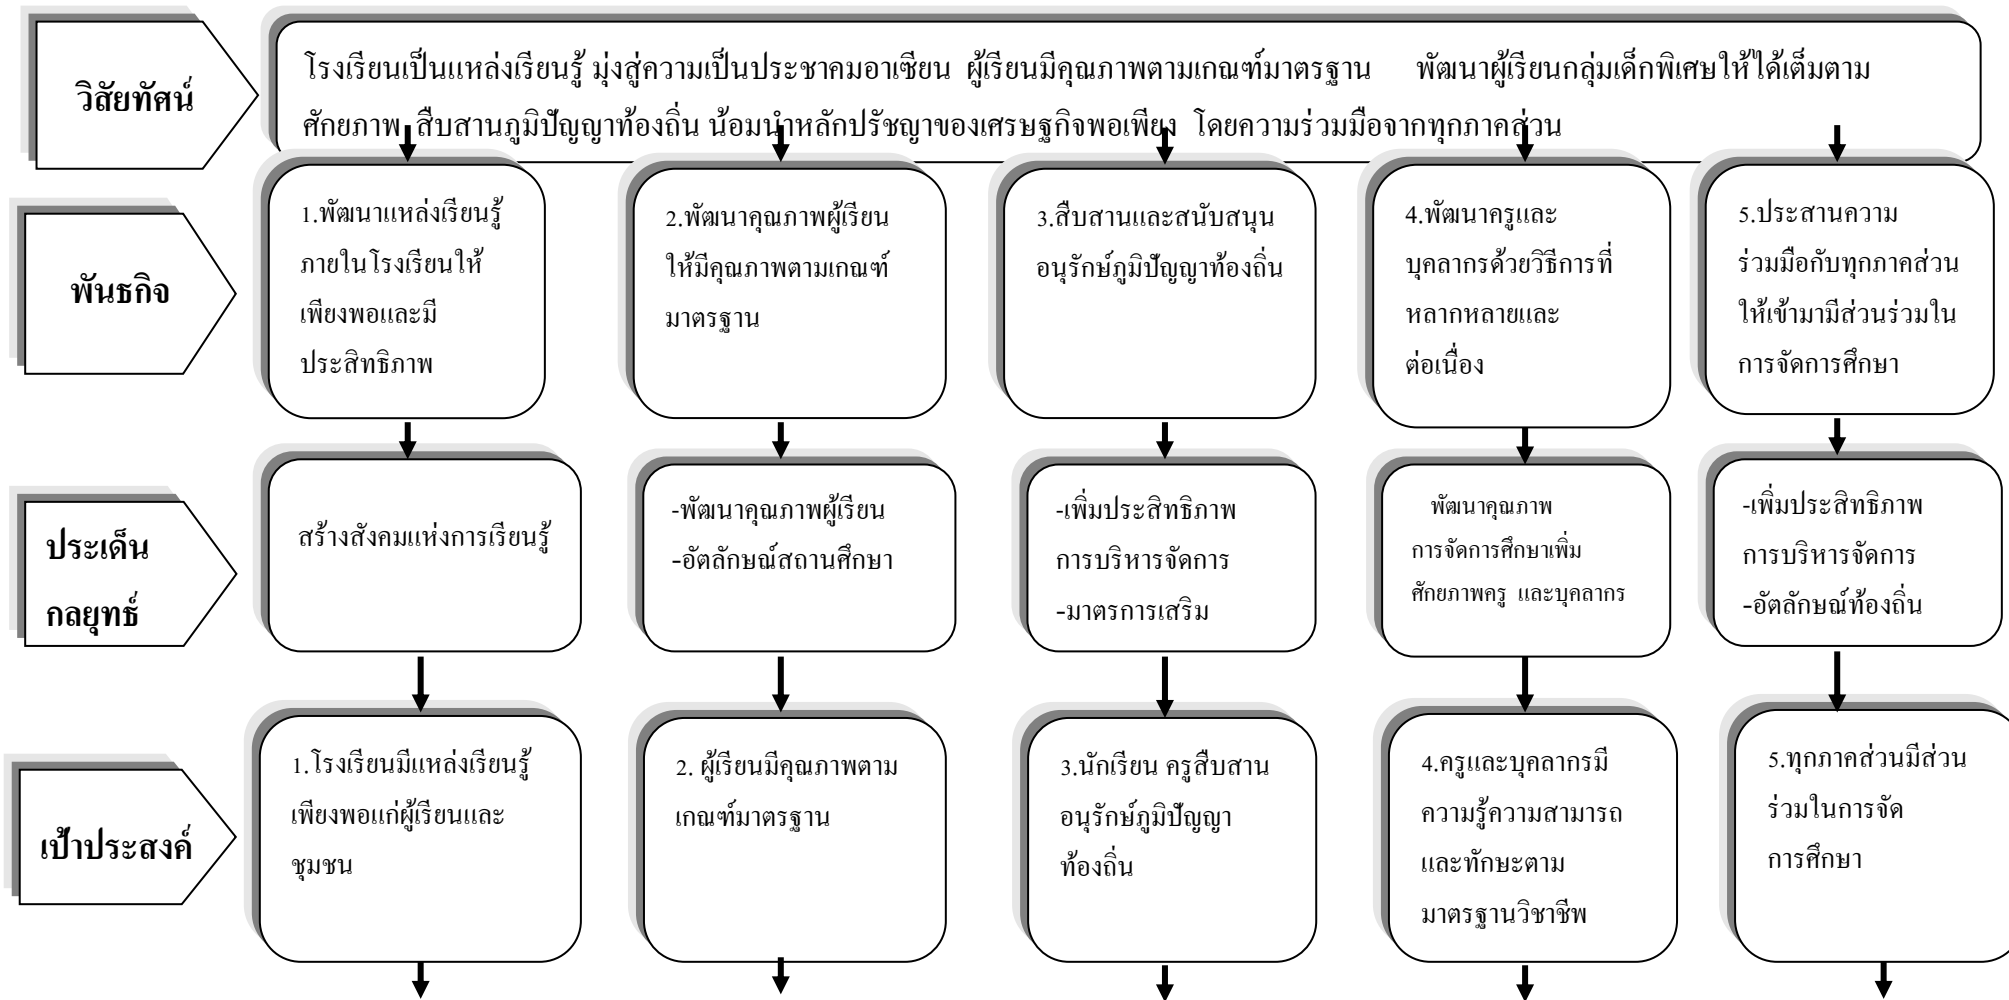 วิสัยทัศน์
โรงเรียนเป็นแหล่งเรียนรู้ มุ่งสู่ความเป็นประชาคมอาเซียน ผู้เรียนมีคุณภาพตามเกณฑ์มาตรฐาน พัฒนาผู้เรียนกลุ่มเด็กพิเศษให้ได้เต็มตาม
ศักยภาพ สืบสานภูมิปัญญาท้องถิ่น น้อมนำหลักปรัชญาของเศรษฐกิจพอเพียง โดยความร่วมมือจากทุกภาคส่วน
พันธกิจ
1.พัฒนาแหล่งเรียนรู้
ภายในโรงเรียนให้
เพียงพอและมี
ประสิทธิภาพ
2.พัฒนาคุณภาพผู้เรียน
ให้มีคุณภาพตามเกณฑ์
มาตรฐาน
3.สืบสานและสนับสนุน
อนุรักษ์ภูมิปัญญาท้องถิ่น
4.พัฒนาครูและ
บุคลากรด้วยวิธีการที่
หลากหลายและ
ต่อเนื่อง
5.ประสานความ
ร่วมมือกับทุกภาคส่วน
ให้เข้ามามีส่วนร่วมใน
การจัดการศึกษา
ประเด็น
กลยุทธ์
สร้างสังคมแห่งการเรียนรู้
-พัฒนาคุณภาพผู้เรียน
-อัตลักษณ์สถานศึกษา
-เพิ่มประสิทธิภาพ
การบริหารจัดการ
-มาตรการเสริม
พัฒนาคุณภาพ
การจัดการศึกษาเพิ่ม
ศักยภาพครู และบุคลากร
-เพิ่มประสิทธิภาพ
การบริหารจัดการ
-อัตลักษณ์ท้องถิ่น
เป้าประสงค์
1.โรงเรียนมีแหล่งเรียนรู้
เพียงพอแก่ผู้เรียนและ
ชุมชน
2. ผู้เรียนมีคุณภาพตาม
เกณฑ์มาตรฐาน
3.นักเรียน ครูสืบสาน
อนุรักษ์ภูมิปัญญา
ท้องถิ่น
4.ครูและบุคลากรมี
ความรู้ความสามารถ
และทักษะตาม
มาตรฐานวิชาชีพ
5.ทุกภาคส่วนมีส่วน
ร่วมในการจัด
การศึกษา